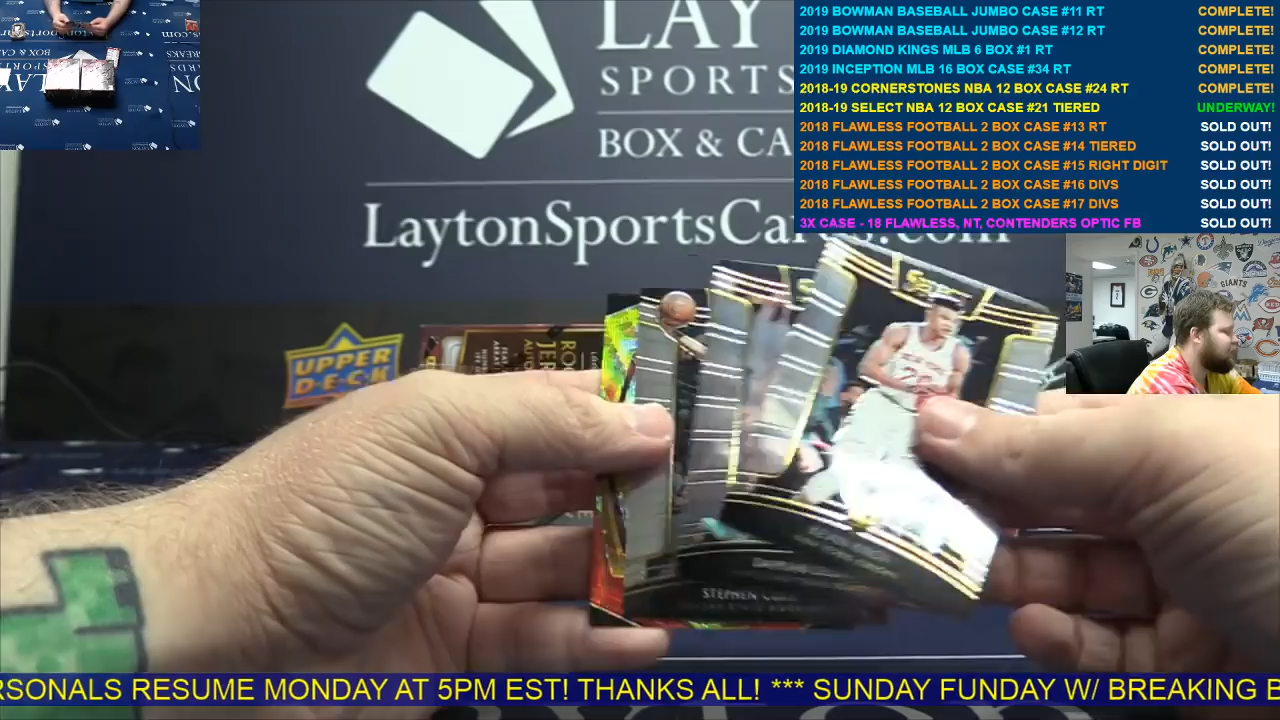 LAY
SPORTS
BOX & CA
LaytonSportsCards.com
2019 BOWMAN BASEBALL JUMBO CASE #11 RT COMPLETE!
2019 BOWMAN BASEBALL JUMBO CASE #12 RT COMPLETE!
2019 DIAMOND KINGS MLB 6 BOX #1 RT COMPLETE!
2019 INCEPTION MLB 16 BOX CASE #34 RT COMPLETE!
2018-19 CORNERSTONES NBA 12 BOX CASE #24 RT COMPLETE!
2018-19 SELECT NBA 12 BOX CASE #21 TIERED UNDERWAY!
2018 FLAWLESS FOOTBALL 2 BOX CASE #13 RT SOLD OUT!
2018 FLAWLESS FOOTBALL 2 BOX CASE #14 TIERED SOLD OUT!
2018 FLAWLESS FOOTBALL 2 BOX CASE #15 RIGHT DIGIT SOLD OUT!
2018 FLAWLESS FOOTBALL 2 BOX CASE #16 DIVS SOLD OUT!
2018 FLAWLESS FOOTBALL 2 BOX CASE #17 DIVS SOLD OUT!
3X CASE - 18 FLAWLESS, NT, CONTENDERS OPTIC FB SOLD OUT!
GIANTS
UPPER
DECK
STEPHEN
RSONALS RESUME MONDAY AT 5PM EST! THANKS ALL! *** SUNDAY FUNDAY W/ BREAKING B